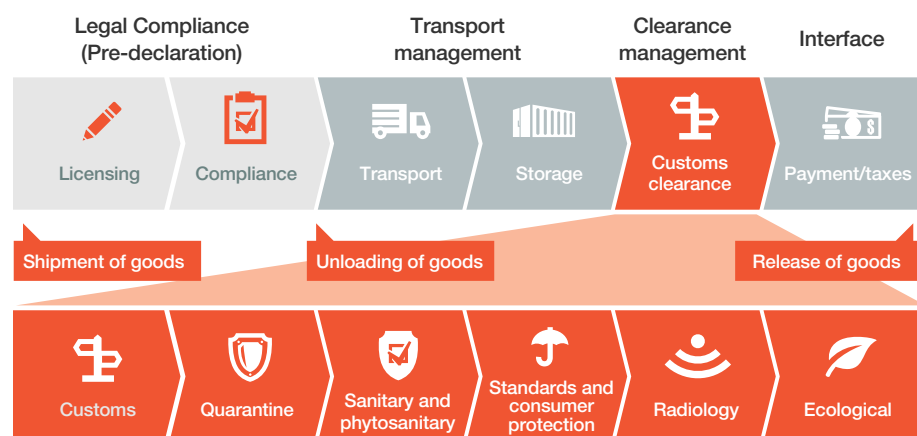 Legal Compliance
(Pre-declaration)
Transport
management
Clearance
management
Interface
Licensing
Compliance
Transport
Storage
Customs
clearance
Payment/taxes
$
Shipment of goods
Unloading of goods
Release of goods
Customs
Quarantine
Sanitary and
phytosanitary
Standards and
consumer
protection
Radiology
Ecological